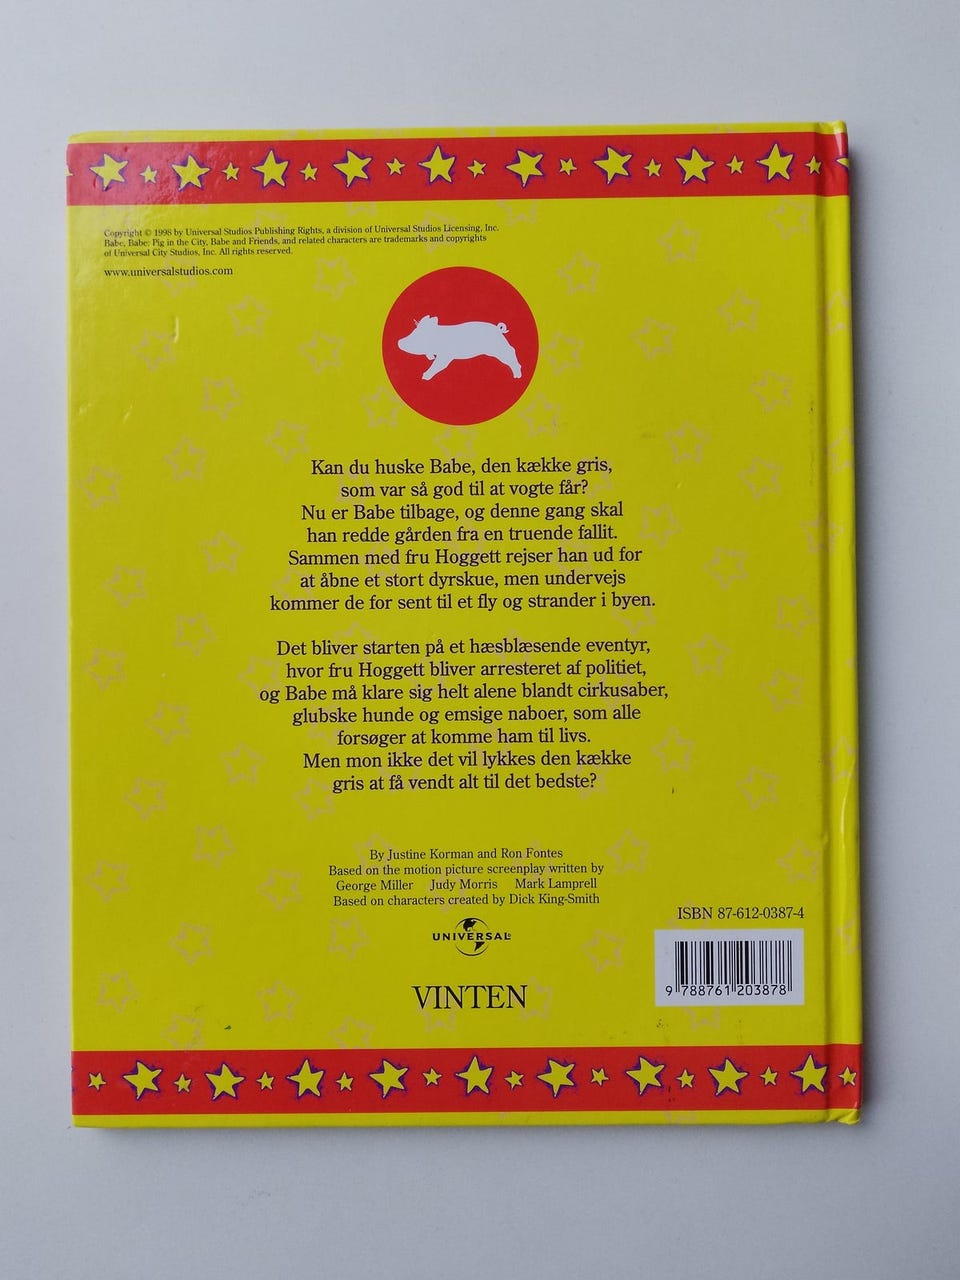 Copyright © 1998 by Universal Studios Publishing Rights, a division of Universal Studios Licensing, Inc.
Babe, Babe: Pig in the City, Babe and Friends, and related characters are trademarks and copyrights
of Universal City Studios, Inc. All rights reserved.
www.universalstudios.com
Kan du huske Babe, den kække gris,
som var så god til at vogte får?
Nu er Babe tilbage, og denne gang skal
han redde gården fra en truende fallit.
Sammen med fru Hoggett rejser han ud for
at åbne et stort dyrskue, men undervejs
kommer de for sent til et fly og strander i byen.
Det bliver starten på et hæsblæsende eventyr,
hvor fru Hoggett bliver arresteret af politiet,
og Babe må klare sig helt alene blandt cirkusaber,
glubske hunde og emsige naboer, som alle
forsøger at komme ham til livs.
Men mon ikke det vil lykkes den kække
gris at få vendt alt til det bedste?
By Justine Korman and Ron Fontes
Based on the motion picture screenplay written by
George Miller Judy Morris Mark Lamprell
Based on characters created by Dick King-Smith
UNIVERSAL
VINTEN
ISBN 87-612-0387-4
9 788761 203878